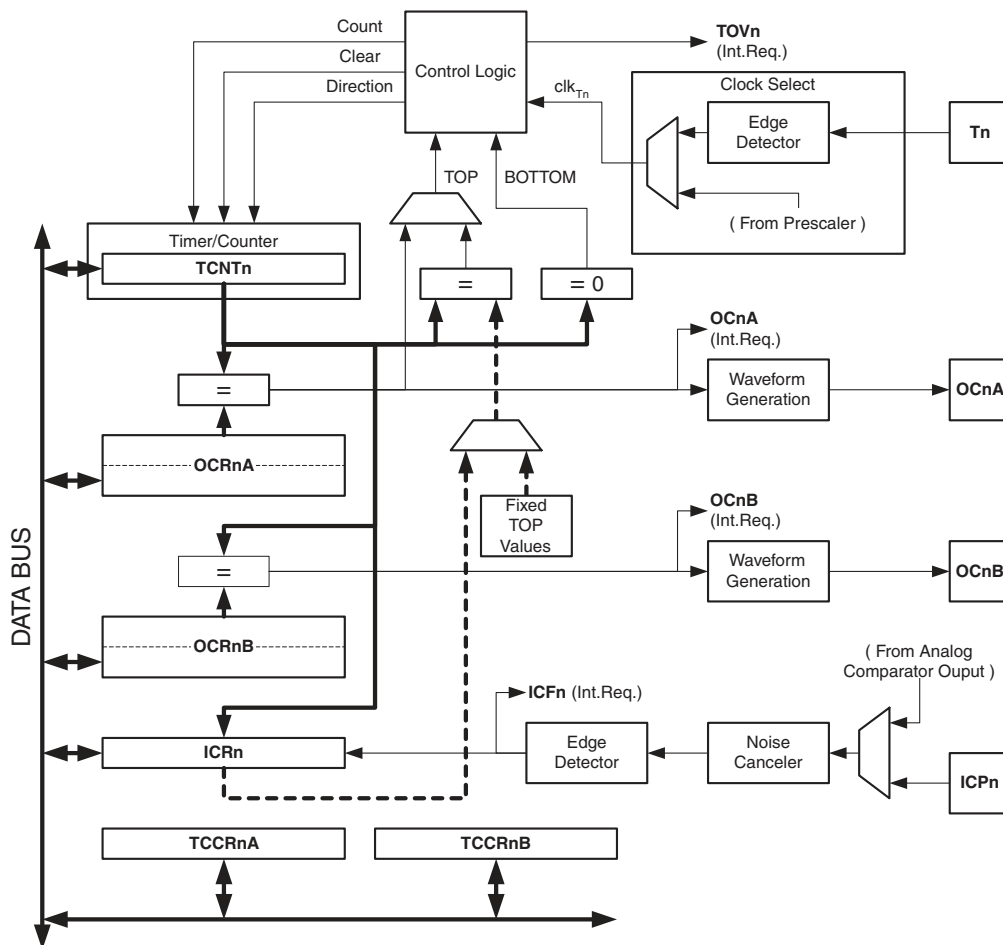 Count
Clear
Direction
Control Logic
TOVn
(Int.Req.)
clkTn
Clock Select
Edge
Detector
Tn
( From Prescaler )
TOP
BOTTOM
Timer/Counter
TCNTn
=
= 0
OCnA
(Int.Req.)
=
Waveform
Generation
OCnA
OCRnA
Fixed
TOP
Values
OCnB
(Int.Req.)
=
Waveform
Generation
OCnB
OCRnB
DATA BUS
( From Analog
Comparator Ouput )
ICFn (Int.Req.)
ICRn
Edge
Detector
Noise
Canceler
ICPn
TCCRnA
TCCRnB